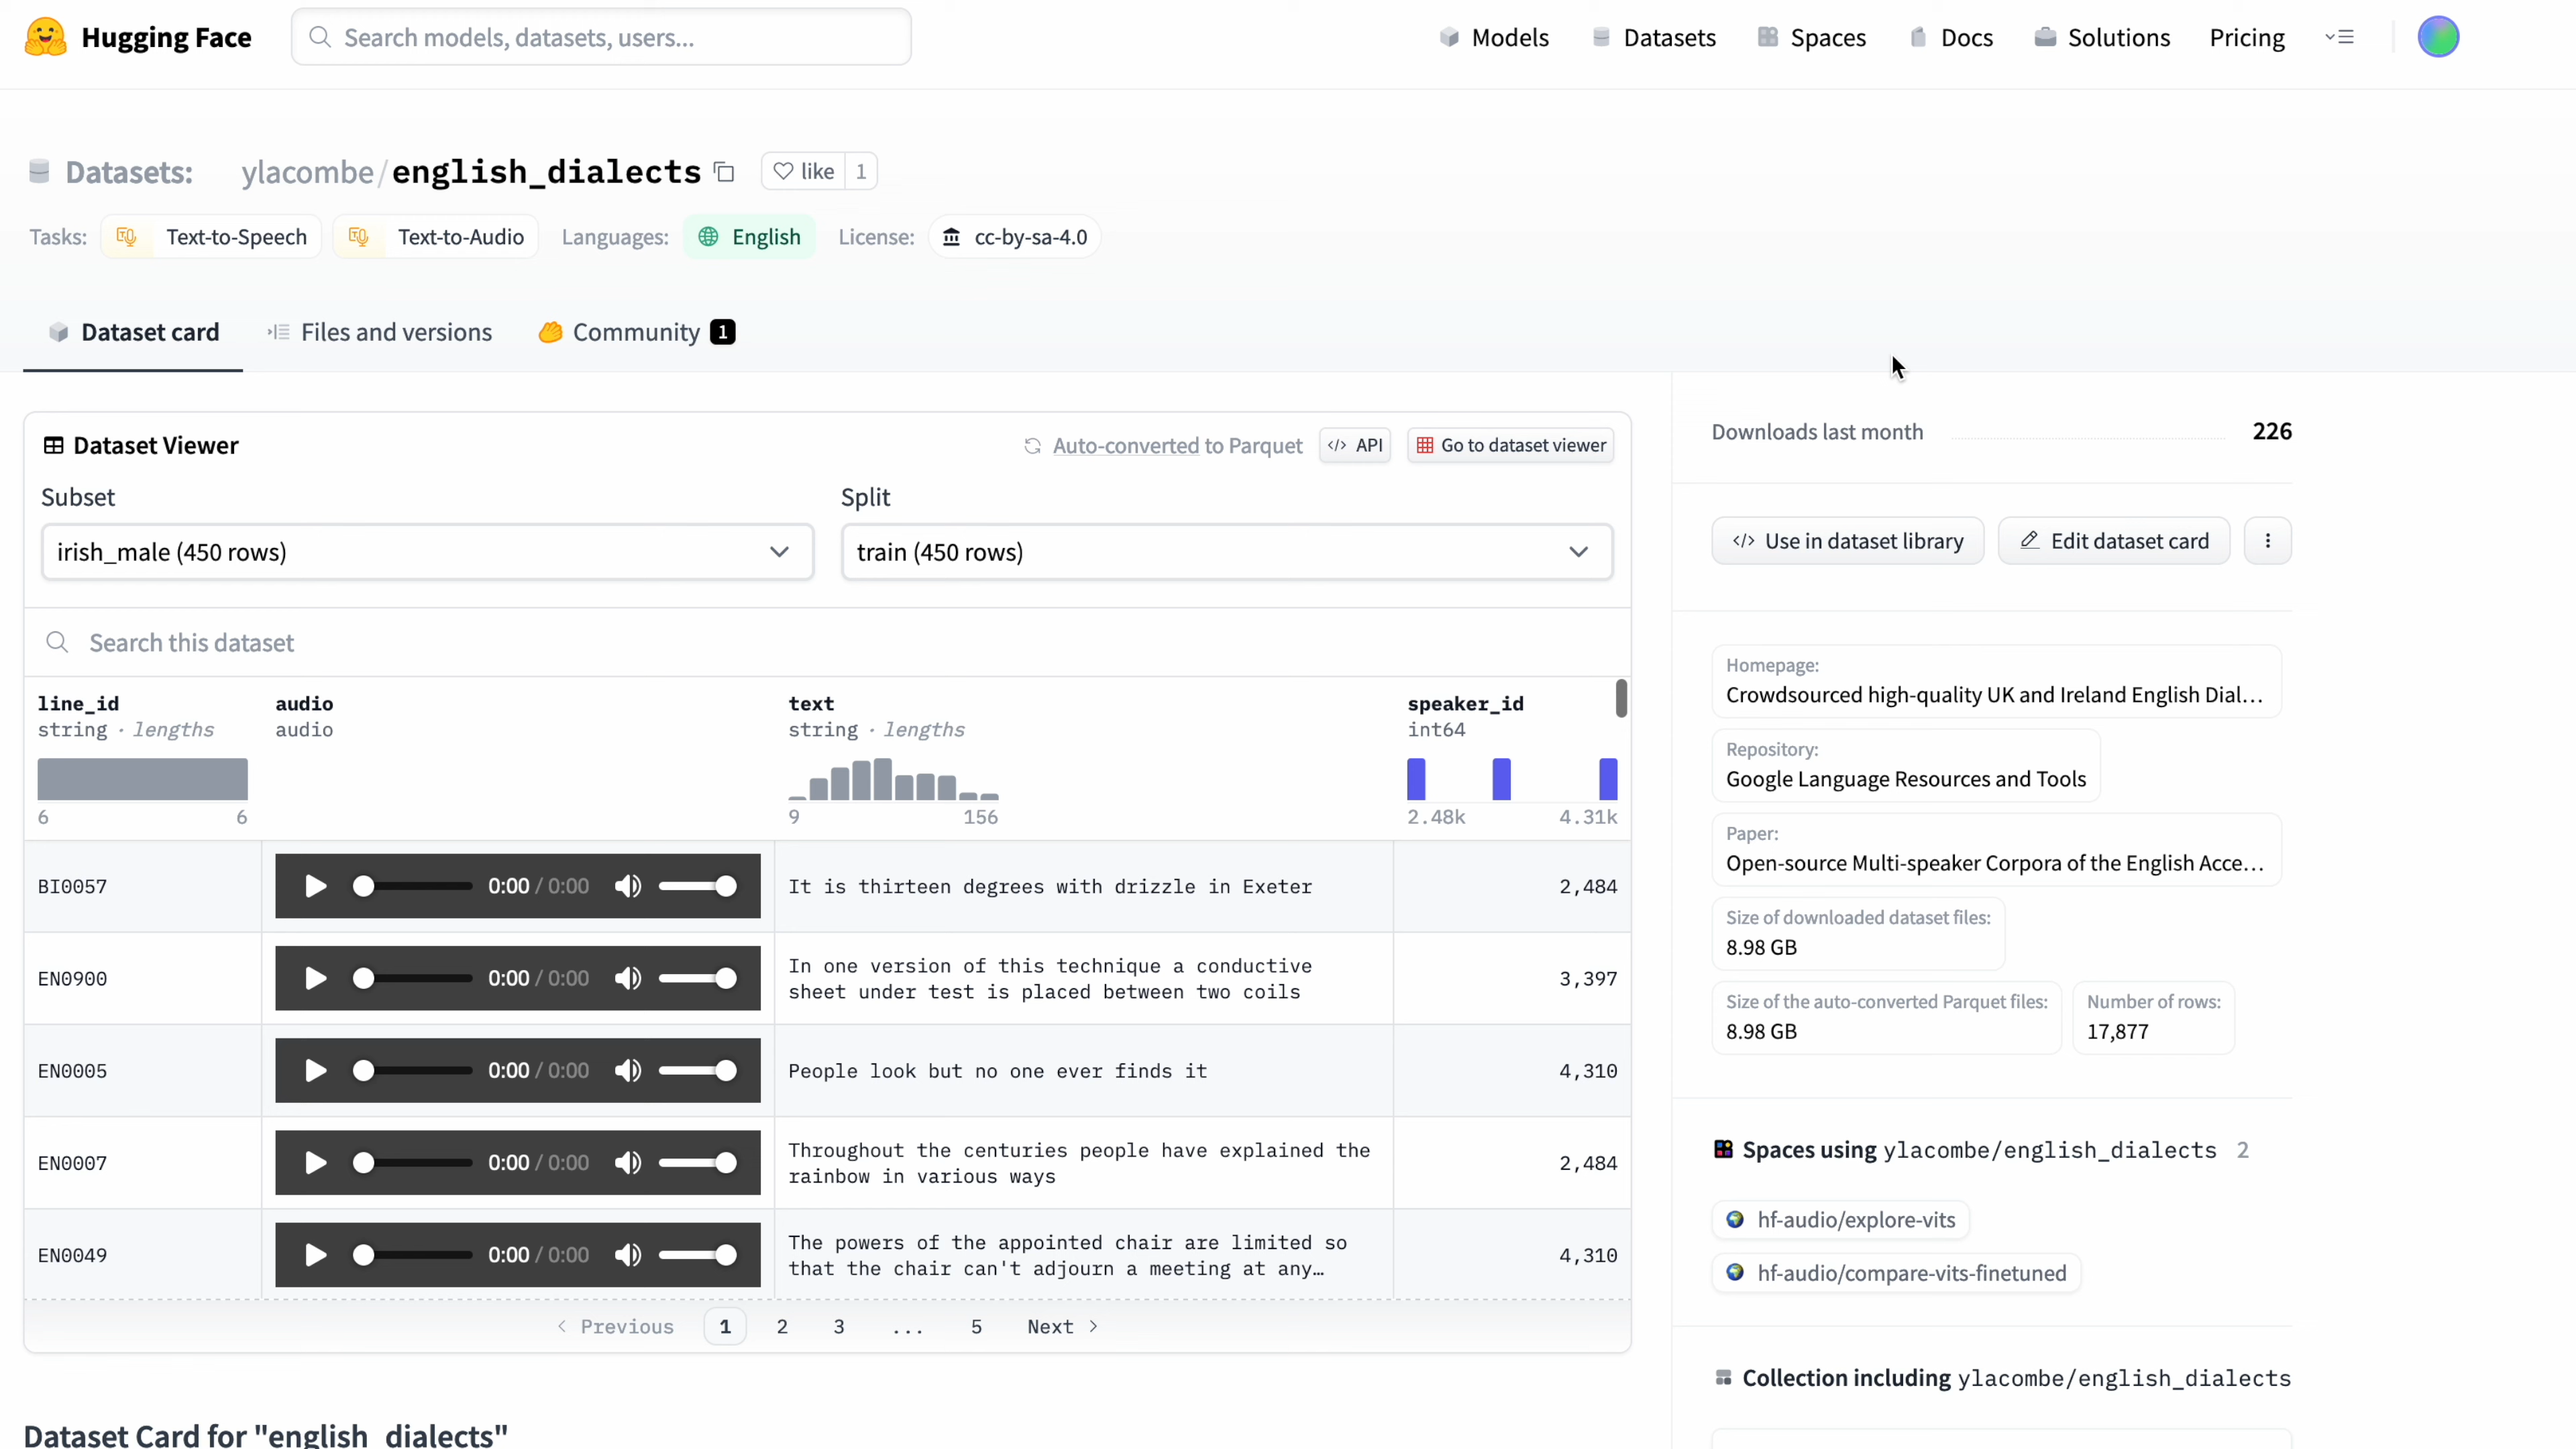 Hugging Face
Search models, datasets, users...
Models
Datasets
Spaces
Docs
Solutions
Pricing
Datasets: ylacombe/english_dialects
like 1
Tasks: Text-to-Speech Text-to-Audio Languages: English License: cc-by-sa-4.0
Dataset card
Files and versions
Community 1
Dataset Viewer
Auto-converted to Parquet
</> API
Go to dataset viewer
Subset
irish_male (450 rows)
Split
train (450 rows)
Search this dataset
line_id
string · lengths
6 6
audio
audio
text
string · lengths
9 156
speaker_id
int64
2.48k 4.31k
BI0057
0:00 / 0:00
It is thirteen degrees with drizzle in Exeter
2,484
EN0900
0:00 / 0:00
In one version of this technique a conductive
sheet under test is placed between two coils
3,397
EN0005
0:00 / 0:00
People look but no one ever finds it
4,310
EN0007
0:00 / 0:00
Throughout the centuries people have explained the
rainbow in various ways
2,484
EN0049
0:00 / 0:00
The powers of the appointed chair are limited so
that the chair can't adjourn a meeting at any…
4,310
< Previous 1 2 3 ... 5 Next >
Dataset Card for "english_dialects"
Downloads last month 226
</> Use in dataset library
Edit dataset card
Homepage:
Crowdsourced high-quality UK and Ireland English Dial…
Repository:
Google Language Resources and Tools
Paper:
Open-source Multi-speaker Corpora of the English Acce…
Size of downloaded dataset files:
8.98 GB
Size of the auto-converted Parquet files:
8.98 GB
Number of rows:
17,877
Spaces using ylacombe/english_dialects 2
hf-audio/explore-vits
hf-audio/compare-vits-finetuned
Collection including ylacombe/english_dialects